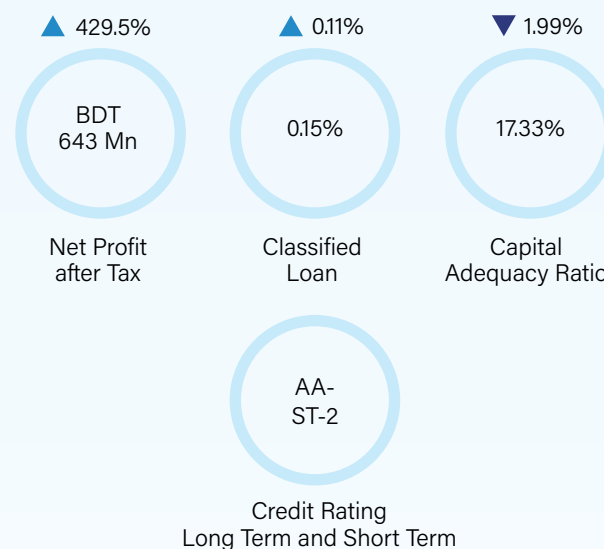 429.5%
0.11%
1.99%
BDT
643 Mn
0.15%
17.33%
Net Profit
after Tax
Classified
Loan
Capital
Adequacy Ratio
AA-
ST-2
Credit Rating
Long Term and Short Term